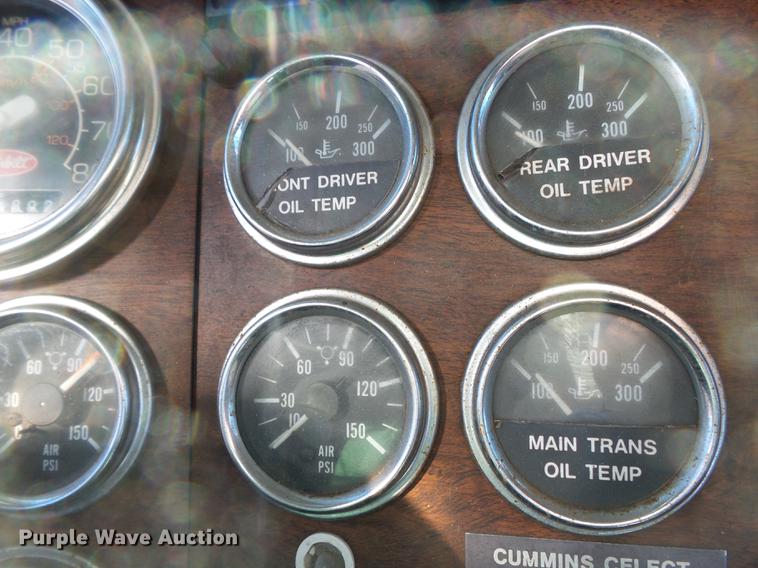 MPH
40
50
60
70
80
100
120
150
200
250
100
300
ONT DRIVER
OIL TEMP
150
200
250
100
300
REAR DRIVER
OIL TEMP
60
90
30
120
150
AIR
PSI
60
90
30
120
10
150
AIR
PSI
150
200
250
100
300
MAIN TRANS
OIL TEMP
CUMMINS CELECT
Purple Wave Auction